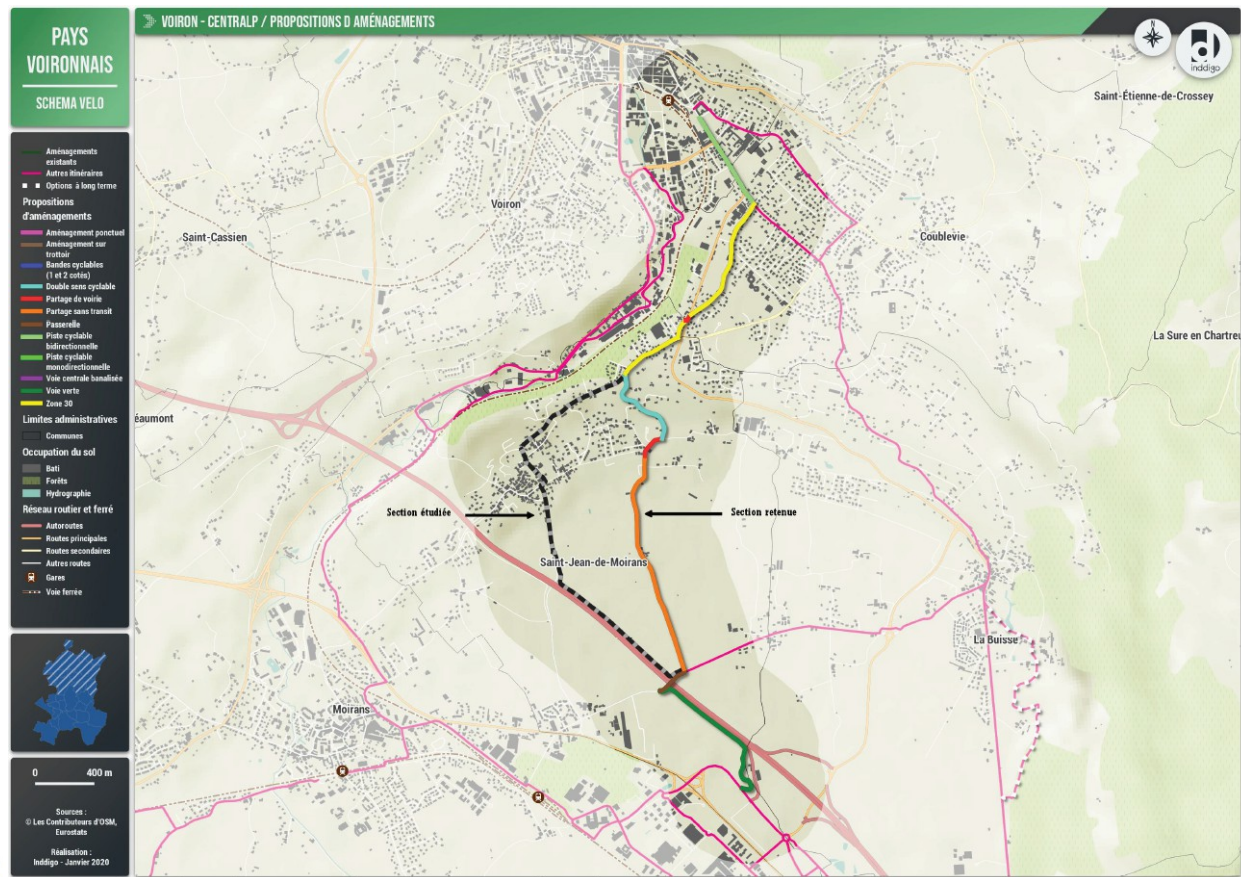 PAYS
VOIRONNAIS
SCHEMA VELO
VOIRON - CENTRALP / PROPOSITIONS D AMÉNAGEMENTS
N
inddigo
Aménagements
existants
Autres itinéraires
Options à long terme
Propositions
d'aménagements
Aménagement ponctuel
Aménagement sur
trottoir
Bandes cyclables
(1 et 2 cotés)
Double sens cyclable
Partage de voirie
Partage sans transit
Passerelle
Piste cyclable
bidirectionnelle
Piste cyclable
monodirectionnelle
Voie centrale banalisée
Voie verte
Zone 30
Limites administratives
Communes
Occupation du sol
Bati
Forêts
Hydrographie
Réseau routier et ferré
Autoroutes
Routes principales
Routes secondaires
Autres routes
Gares
Voie ferrée
0 400 m
Sources :
© Les Contributeurs d'OSM,
Eurostats
Réalisation :
Inddigo - Janvier 2020
Saint-Étienne-de-Crossey
Voiron
Saint-Cassien
Coublevie
La Sure en Chartreu
éaumont
Section étudiée
Section retenue
Saint-Jean-de-Moirans
La Buisse
Moirans